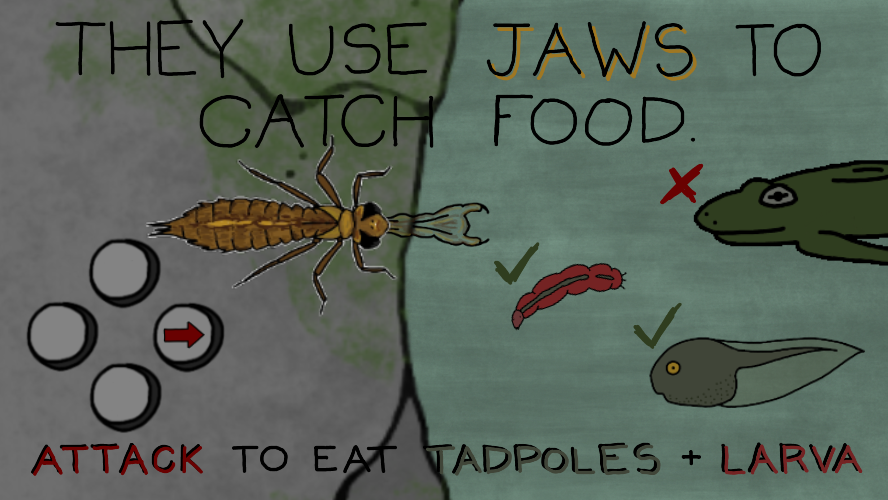 THEY USE JAWS TO
CATCH FOOD.
ATTACK TO EAT TADPOLES + LARVA